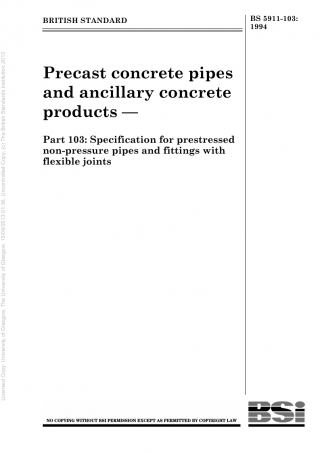 BRITISH STANDARD
BS 5911-103:
1994
Precast concrete pipes
and ancillary concrete
products —
Part 103: Specification for prestressed
non-pressure pipes and fittings with
flexible joints
Licensed Copy: University of Glasgow, The University of Glasgow, 13/03/2013 01:36, Uncontrolled Copy, (c) The British Standards Institution 2013
NO COPYING WITHOUT BSI PERMISSION EXCEPT AS PERMITTED BY COPYRIGHT LAW
BSi